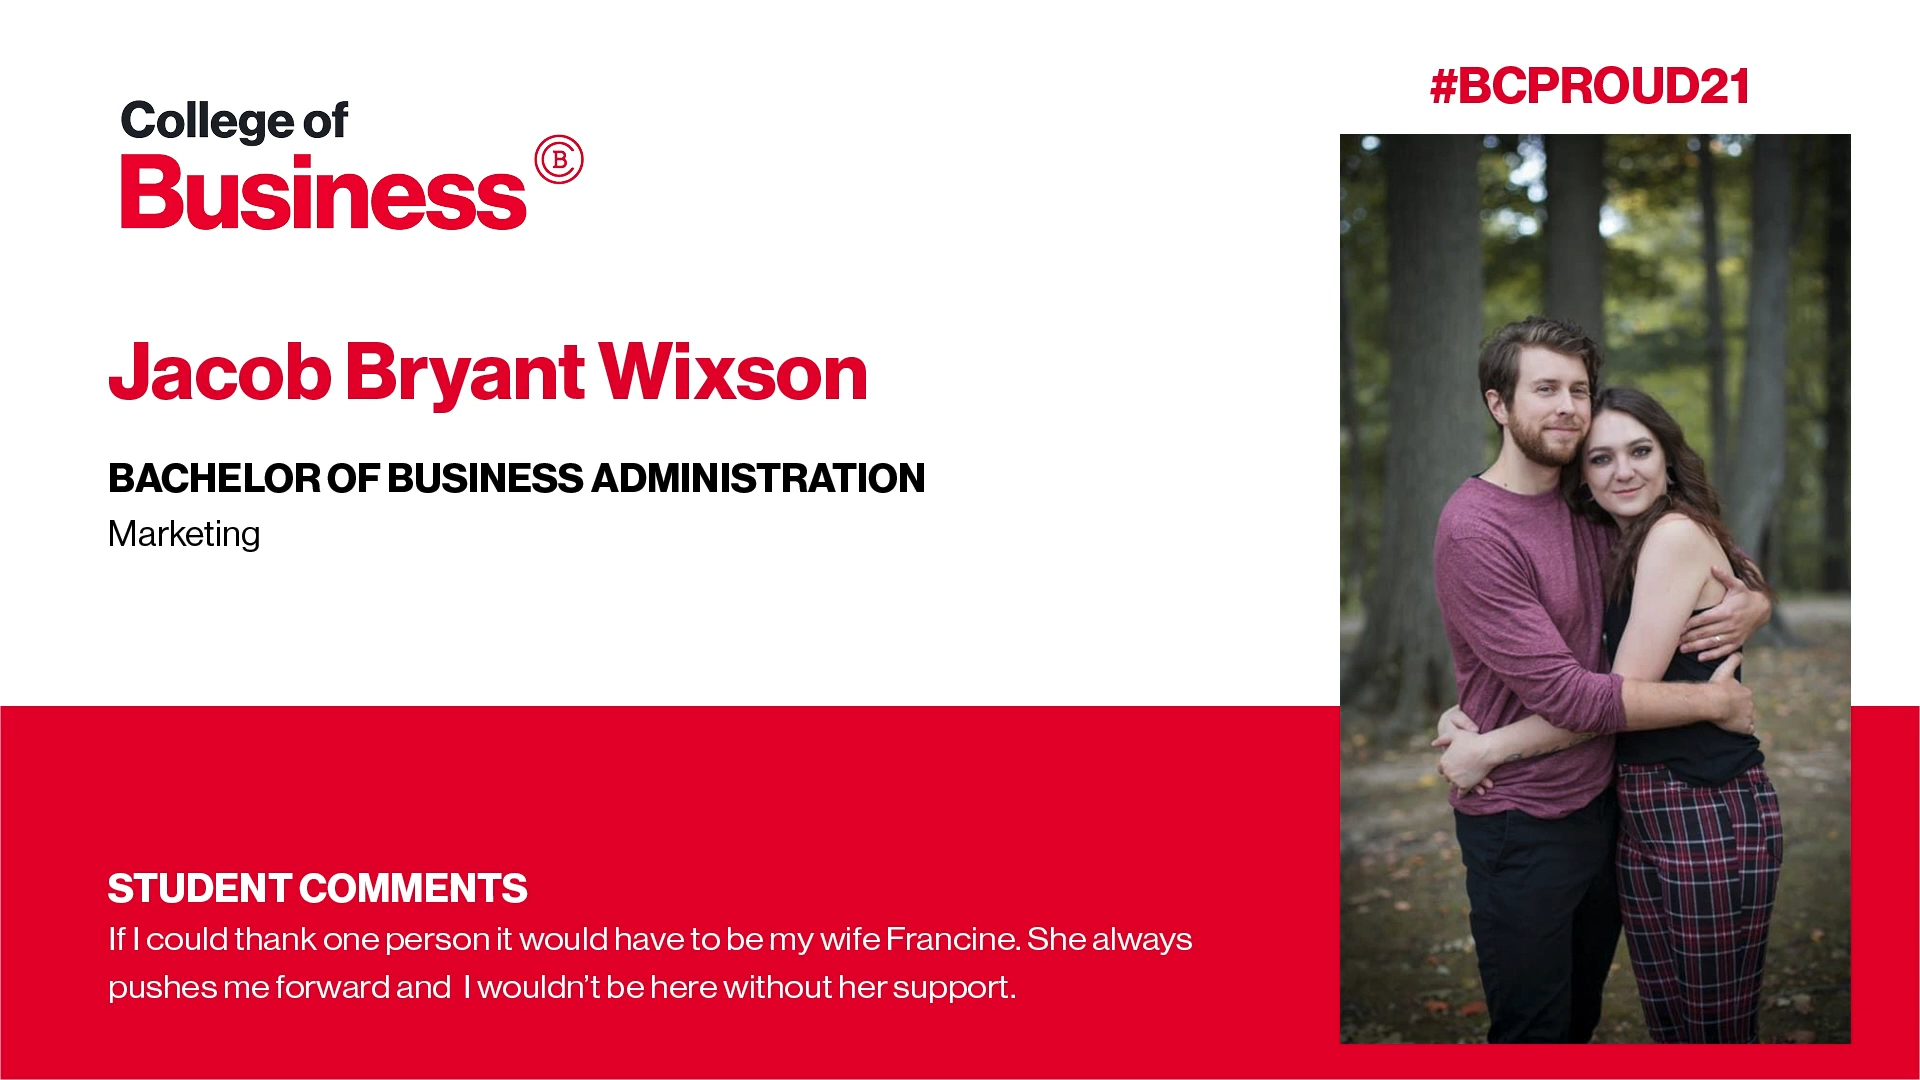 #BCPROUD21
College of
Business
B
Jacob Bryant Wixson
BACHELOR OF BUSINESS ADMINISTRATION
Marketing
STUDENT COMMENTS
If I could thank one person it would have to be my wife Francine. She always
pushes me forward and I wouldn’t be here without her support.